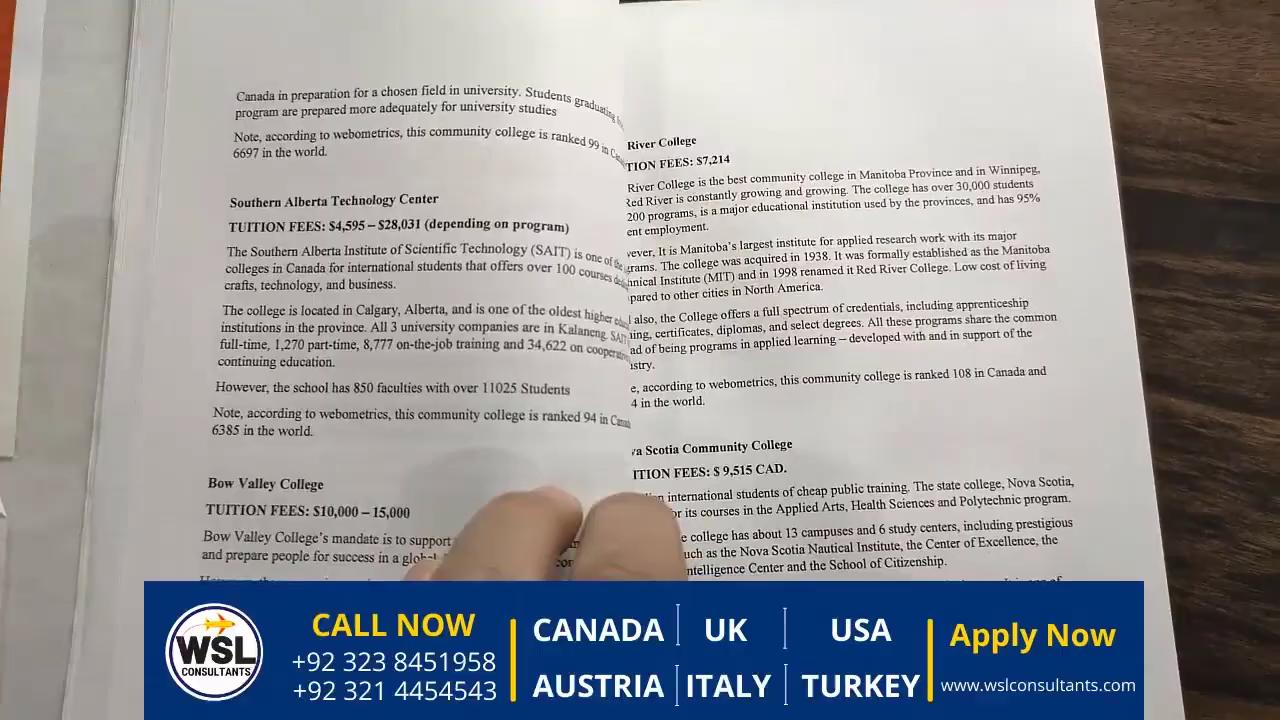 Canada in preparation for a chosen field in university. Students graduating
program are prepared more adequately for university studies
Note, according to webometrics, this community college is ranked 99 in
6697 in the world.
Southern Alberta Technology Center
TUITION FEES: $4,595 – $28,031 (depending on program)
The Southern Alberta Institute of Scientific Technology (SAIT) is one of the
colleges in Canada for international students that offers over 100 courses
crafts, technology, and business.
The college is located in Calgary, Alberta, and is one of the oldest higher
institutions in the province. All 3 university companies are in Kalaneng. SAIT
full-time, 1,270 part-time, 8,777 on-the-job training and 34,622 on
continuing education.
However, the school has 850 faculties with over 11025 Students
Note, according to webometrics, this community college is ranked 94 in
6385 in the world.
Bow Valley College
TUITION FEES: $10,000 – 15,000
Bow Valley College's mandate is to support
and prepare people for success in a
River College
TION FEES: $7,214
River College is the best community college in Manitoba Province and in Winnipeg,
Red River is constantly growing and growing. The college has over 30,000 students
200 programs, is a major educational institution used by the provinces, and has 95%
ent employment.
vever, It is Manitoba's largest institute for applied research work with its major
grams. The college was acquired in 1938. It was formally established as the Manitoba
hnical Institute (MIT) and in 1998 renamed it Red River College. Low cost of living
pared to other cities in North America.
also, the College offers a full spectrum of credentials, including apprenticeship
ning, certificates, diplomas, and select degrees. All these programs share the common
ad of being programs in applied learning – developed with and in support of the
istry.
e, according to webometrics, this community college is ranked 108 in Canada and
4 in the world.
va Scotia Community College
ITION FEES: $ 9,515 CAD.
international students of cheap public training. The state college, Nova Scotia,
or its courses in the Applied Arts, Health Sciences and Polytechnic program.
e college has about 13 campuses and 6 study centers, including prestigious
uch as the Nova Scotia Nautical Institute, the Center of Excellence, the
ntelligence Center and the School of Citizenship.
WSL
CONSULTANTS
CALL NOW
+92 323 8451958
+92 321 4454543
CANADA UK USA
AUSTRIA ITALY TURKEY
Apply Now
www.wslconsultants.com